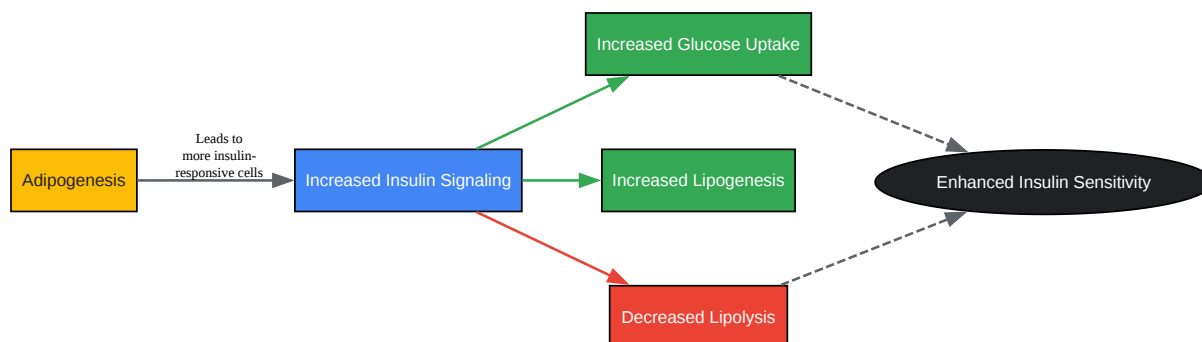 Increased Glucose Uptake
Leads to
more insulin-
responsive cells
Adipogenesis
Increased Insulin Signaling
Increased Lipogenesis
Enhanced Insulin Sensitivity
Decreased Lipolysis